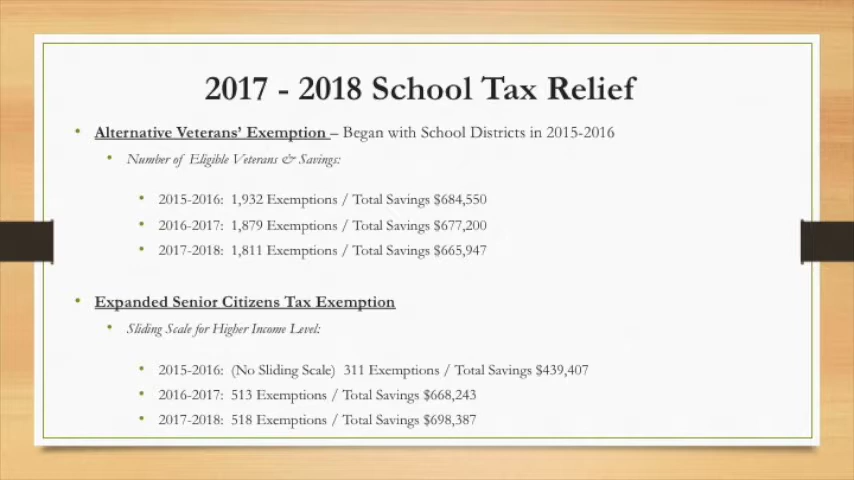 2017 - 2018 School Tax Relief
• Alternative Veterans' Exemption – Began with School Districts in 2015-2016
• Number of Eligible Veterans & Savings:
• 2015-2016: 1,932 Exemptions / Total Savings $684,550
• 2016-2017: 1,879 Exemptions / Total Savings $677,200
• 2017-2018: 1,811 Exemptions / Total Savings $665,947
• Expanded Senior Citizens Tax Exemption
• Sliding Scale for Higher Income Level:
• 2015-2016: (No Sliding Scale) 311 Exemptions / Total Savings $439,407
• 2016-2017: 513 Exemptions / Total Savings $668,243
• 2017-2018: 518 Exemptions / Total Savings $698,387